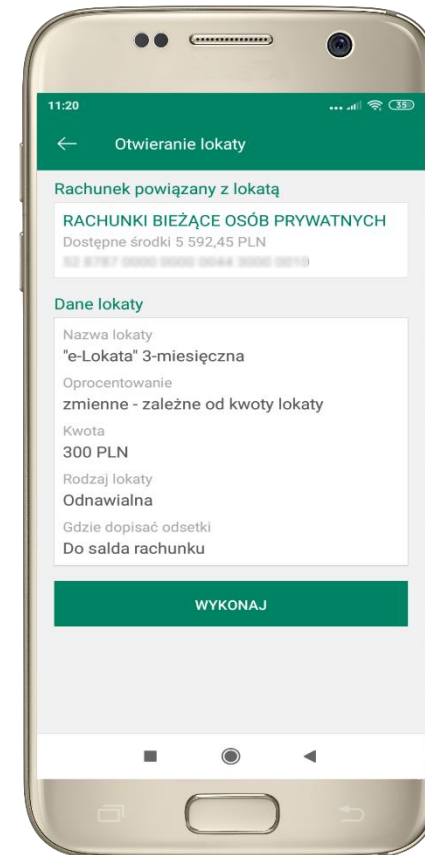 11:20
35
Otwieranie lokaty
Rachunek powiązany z lokatą
RACHUNKI BIEŻĄCE OSÓB PRYWATNYCH
Dostępne środki 5 592,45 PLN
Dane lokaty
Nazwa lokaty
"e-Lokata" 3-miesięczna
Oprocentowanie
zmienne - zależne od kwoty lokaty
Kwota
300 PLN
Rodzaj lokaty
Odnawialna
Gdzie dopisać odsetki
Do salda rachunku
WYKONAJ